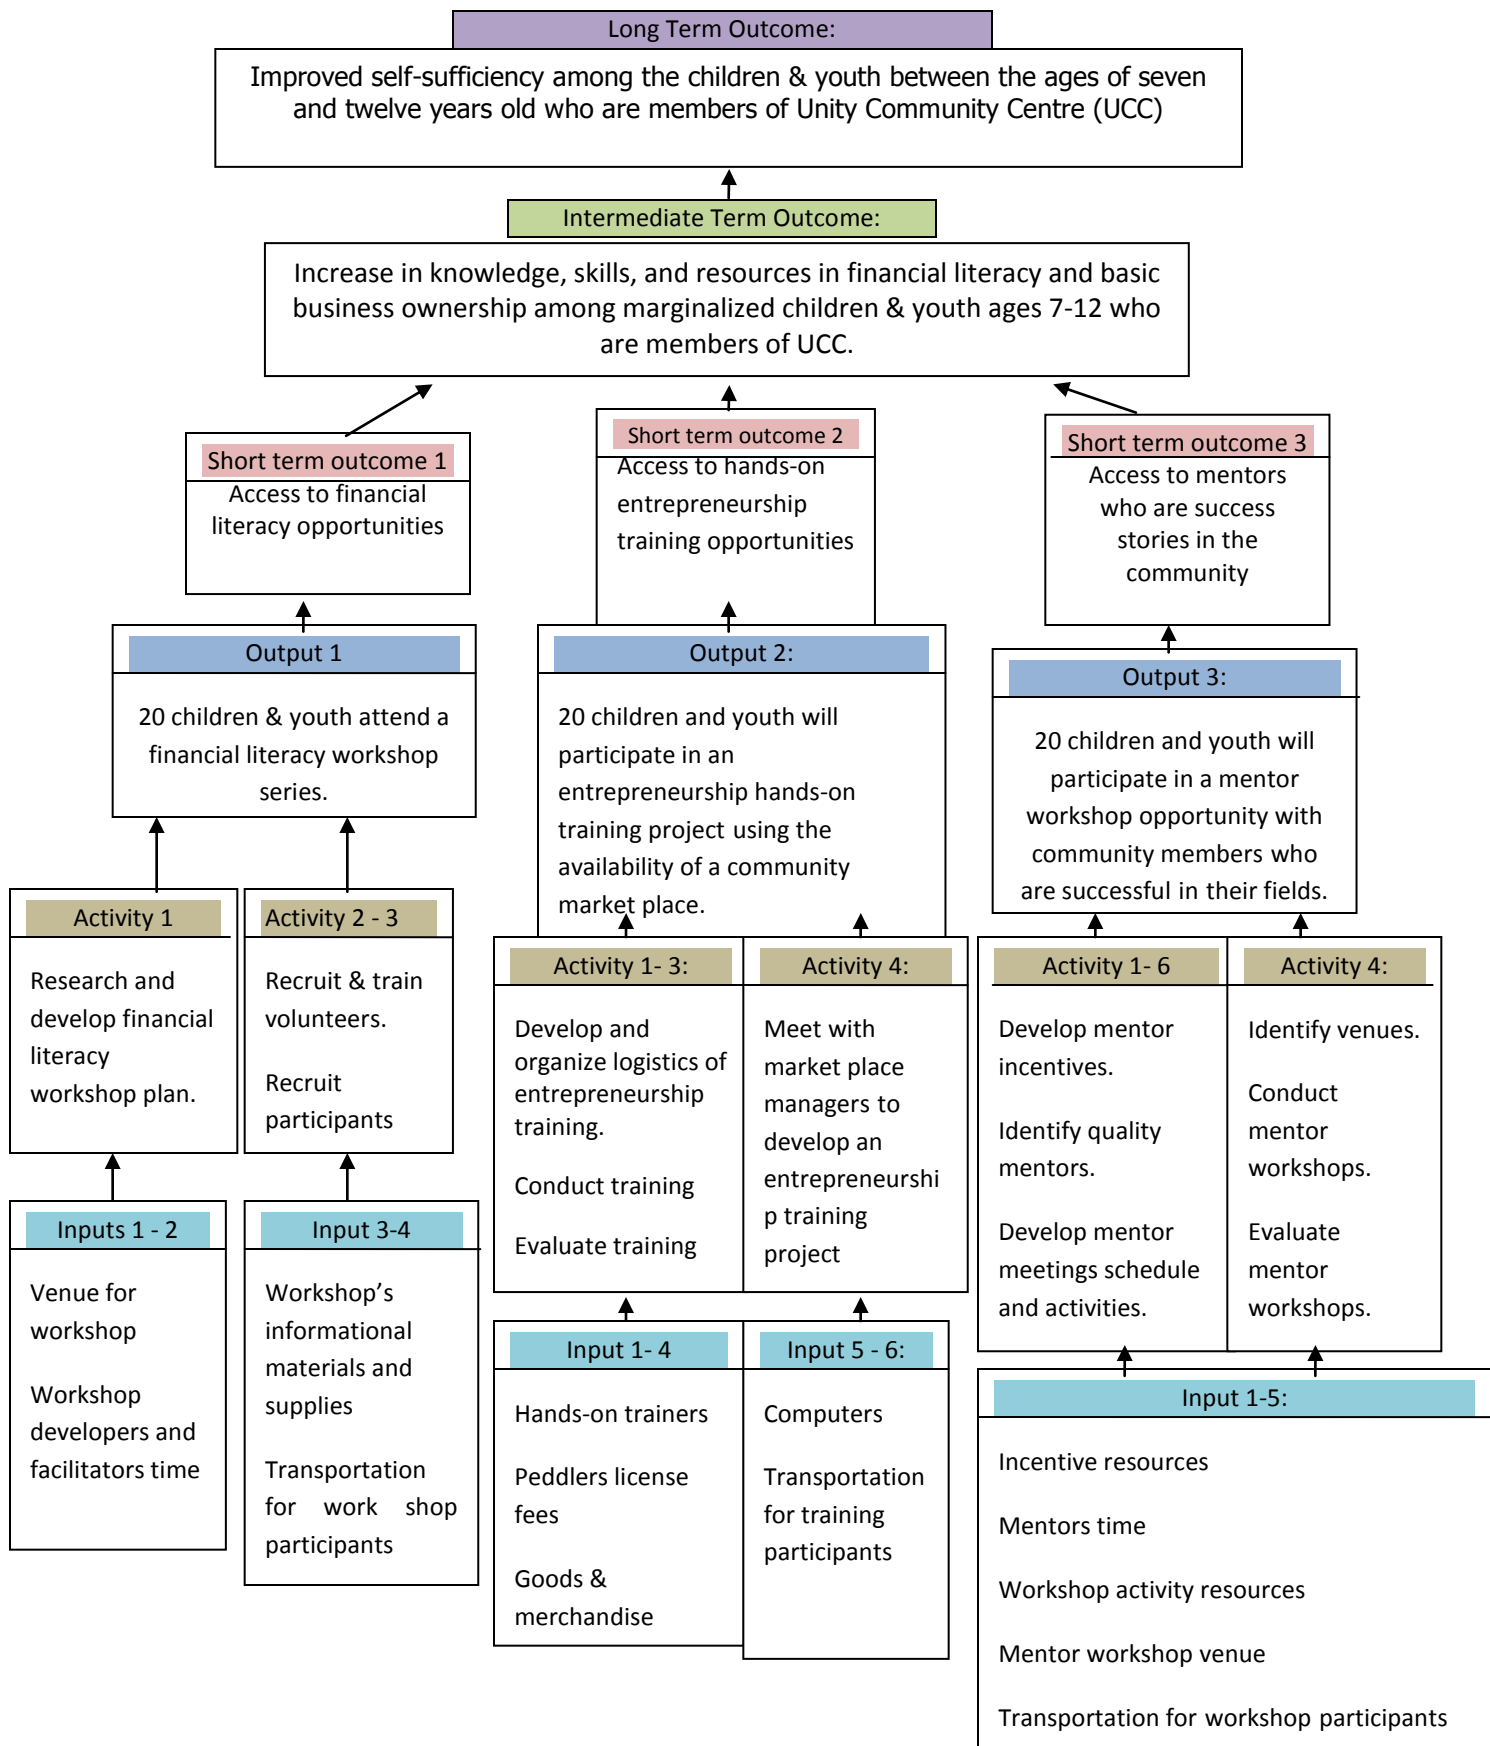 Long Term Outcome:
Improved self-sufficiency among the children & youth between the ages of seven
and twelve years old who are members of Unity Community Centre (UCC)
Intermediate Term Outcome:
Increase in knowledge, skills, and resources in financial literacy and basic
business ownership among marginalized children & youth ages 7-12 who
are members of UCC.
Short term outcome 1
Access to financial
literacy opportunities
Short term outcome 2
Access to hands-on
entrepreneurship
training opportunities
Short term outcome 3
Access to mentors
who are success
stories in the
community
Output 1
20 children & youth attend a
financial literacy workshop
series.
Output 2:
20 children and youth will
participate in an
entrepreneurship hands-on
training project using the
availability of a community
market place.
Output 3:
20 children and youth will
participate in a mentor
workshop opportunity with
community members who
are successful in their fields.
Activity 1
Research and
develop financial
literacy
workshop plan.
Activity 2 - 3
Recruit & train
volunteers.
Recruit
participants
Activity 1- 3:
Develop and
organize logistics of
entrepreneurship
training.
Conduct training
Evaluate training
Activity 4:
Meet with
market place
managers to
develop an
entrepreneurshi
p training
project
Activity 1- 6
Develop mentor
incentives.
Identify quality
mentors.
Develop mentor
meetings schedule
and activities.
Activity 4:
Identify venues.
Conduct
mentor
workshops.
Evaluate
mentor
workshops.
Inputs 1 - 2
Venue for
workshop
Workshop
developers and
facilitators time
Input 3-4
Workshop’s
informational
materials and
supplies
Transportation
for work shop
participants
Input 1- 4
Hands-on trainers
Peddlers license
fees
Goods &
merchandise
Input 5 - 6:
Computers
Transportation
for training
participants
Input 1-5:
Incentive resources
Mentors time
Workshop activity resources
Mentor workshop venue
Transportation for workshop participants